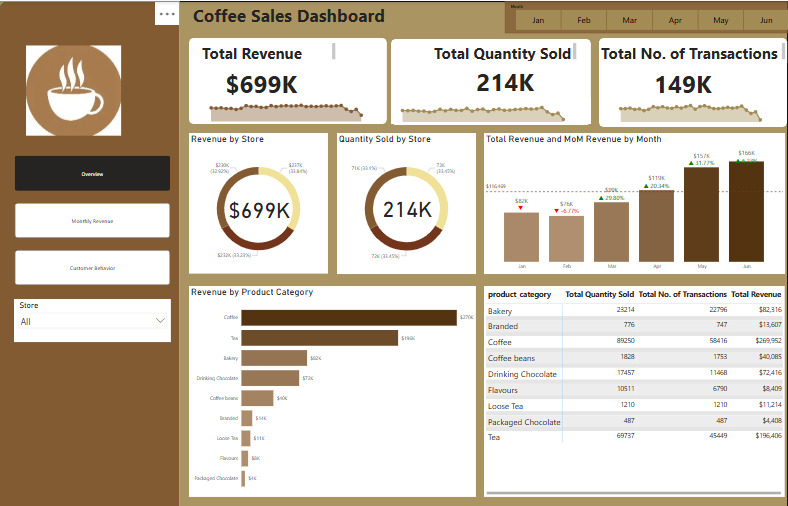 Coffee Sales Dashboard
Month
Jan Feb Mar Apr May Jun
Total Revenue
$699K
Total Quantity Sold
214K
Total No. of Transactions
149K
Overview
Monthly Revenue
Customer Behavior
Store
All
Revenue by Store
$230K (32.92%)
$237K (33.84%)
$699K
$232K (33.23%)
Quantity Sold by Store
71K (33.1%)
72K (33.45%)
214K
72K (33.45%)
Total Revenue and MoM Revenue by Month
$116,469
$82K
$76K
-6.77%
$99K
29.80%
$119K
20.34%
$157K
31.77%
$166K
Jan Feb Mar Apr May Jun
Revenue by Product Category
Coffee $270K
Tea $196K
Bakery $82K
Drinking Chocolate $72K
Coffee beans $40K
Branded $14K
Loose Tea $11K
Flavours $8K
Packaged Chocolate $4K
product_category Total Quantity Sold Total No. of Transactions Total Revenue
Bakery 23214 22796 $82,316
Branded 776 747 $13,607
Coffee 89250 58416 $269,952
Coffee beans 1828 1753 $40,085
Drinking Chocolate 17457 11468 $72,416
Flavours 10511 6790 $8,409
Loose Tea 1210 1210 $11,214
Packaged Chocolate 487 487 $4,408
Tea 69737 45449 $196,406